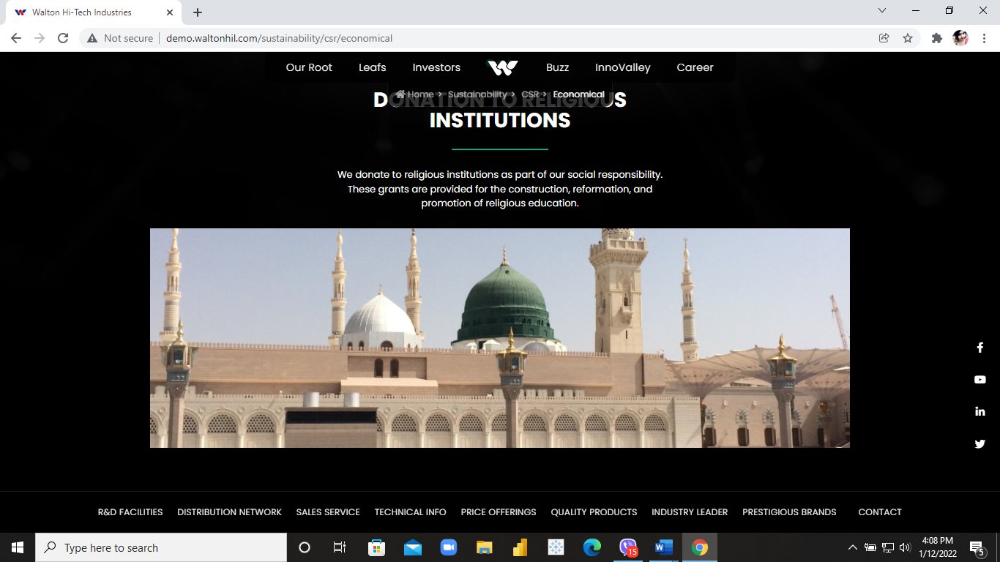 Walton Hi-Tech Industries
Not secure
demo.waltonhil.com/sustainability/csr/economical
Our Root Leafs Investors Buzz InnoValley Career
Home > Sustainability > CSR > Economical
DONATION TO RELIGIOUS
INSTITUTIONS
We donate to religious institutions as part of our social responsibility.
These grants are provided for the construction, reformation, and
promotion of religious education.
R&D FACILITIES DISTRIBUTION NETWORK SALES SERVICE TECHNICAL INFO PRICE OFFERINGS QUALITY PRODUCTS INDUSTRY LEADER PRESTIGIOUS BRANDS CONTACT
Type here to search
15
4:08 PM
1/12/2022
5